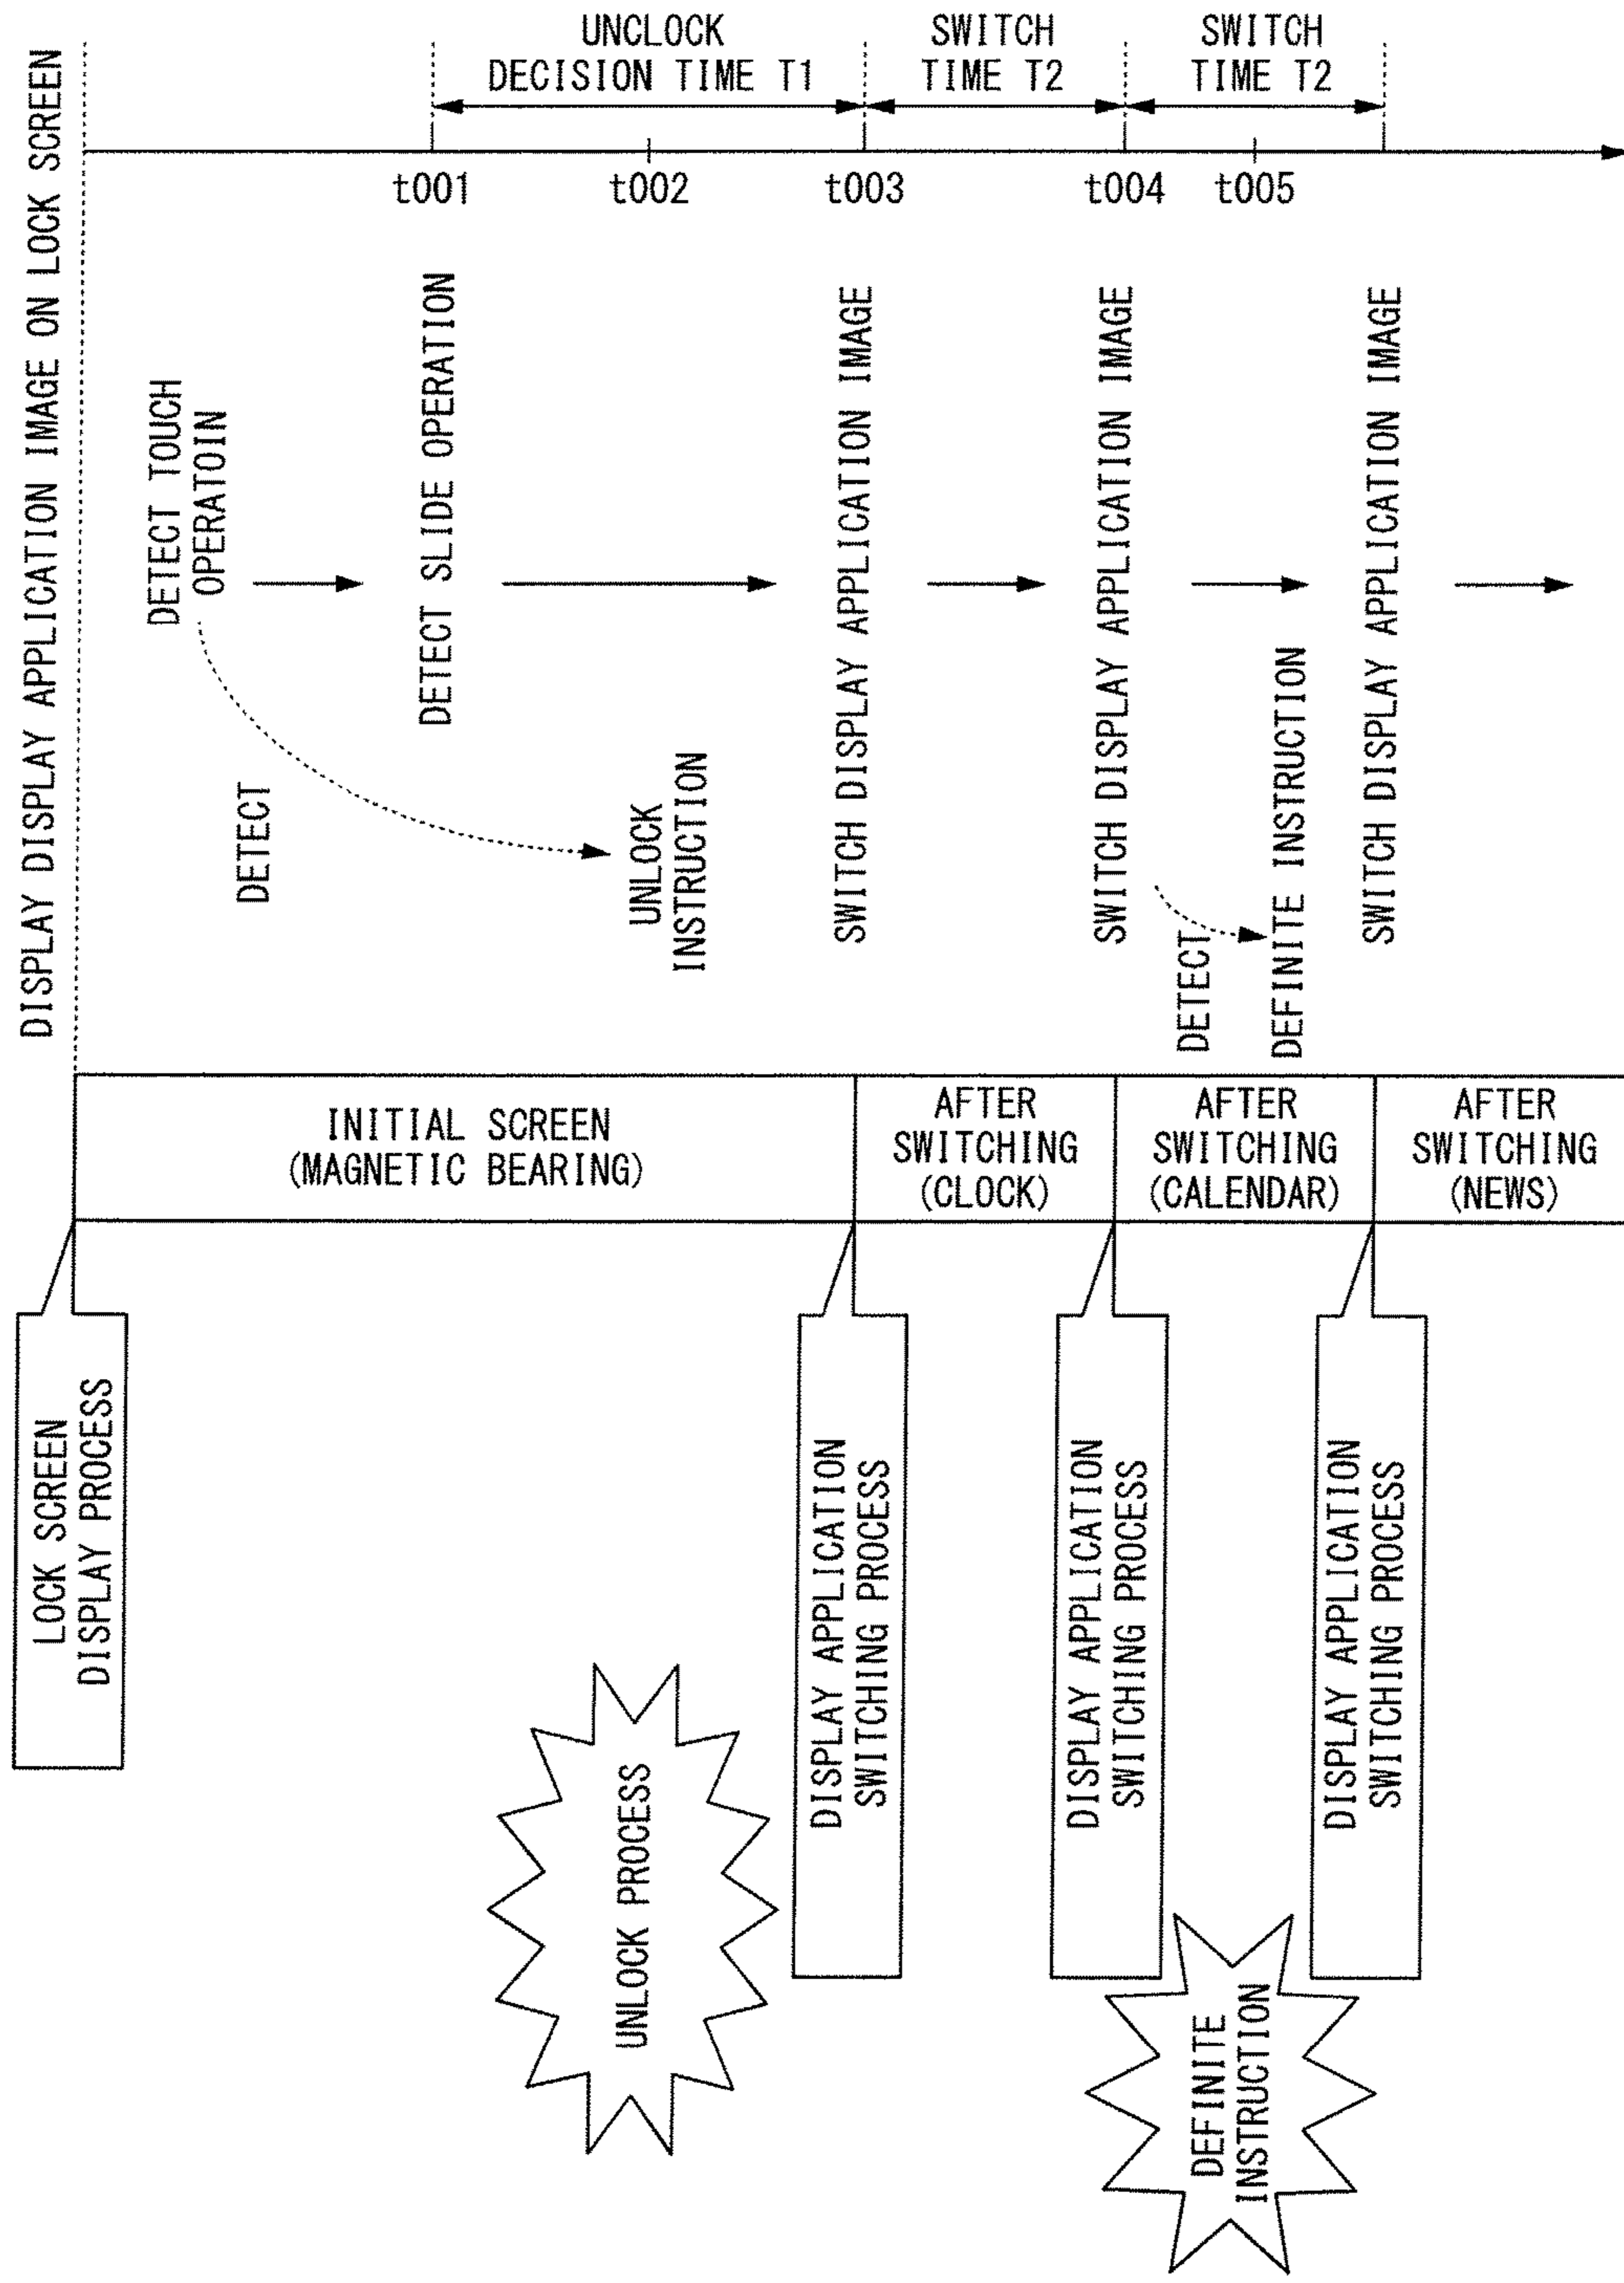 UNCLOCK
DECISION TIME T1
SWITCH
TIME T2
SWITCH
TIME T2
t001
t002
t003
t004
t005
DISPLAY DISPLAY APPLICATION IMAGE ON LOCK SCREEN
DETECT TOUCH
OPERATOIN
DETECT SLIDE OPERATION
DETECT
UNLOCK
INSTRUCTION
SWITCH DISPLAY APPLICATION IMAGE
SWITCH DISPLAY APPLICATION IMAGE
DETECT
DEFINITE INSTRUCTION
SWITCH DISPLAY APPLICATION IMAGE
INITIAL SCREEN
(MAGNETIC BEARING)
AFTER
SWITCHING
(CLOCK)
AFTER
SWITCHING
(CALENDAR)
AFTER
SWITCHING
(NEWS)
LOCK SCREEN
DISPLAY PROCESS
UNLOCK PROCESS
DISPLAY APPLICATION
SWITCHING PROCESS
DISPLAY APPLICATION
SWITCHING PROCESS
DEFINITE
INSTRUCTION
DISPLAY APPLICATION
SWITCHING PROCESS